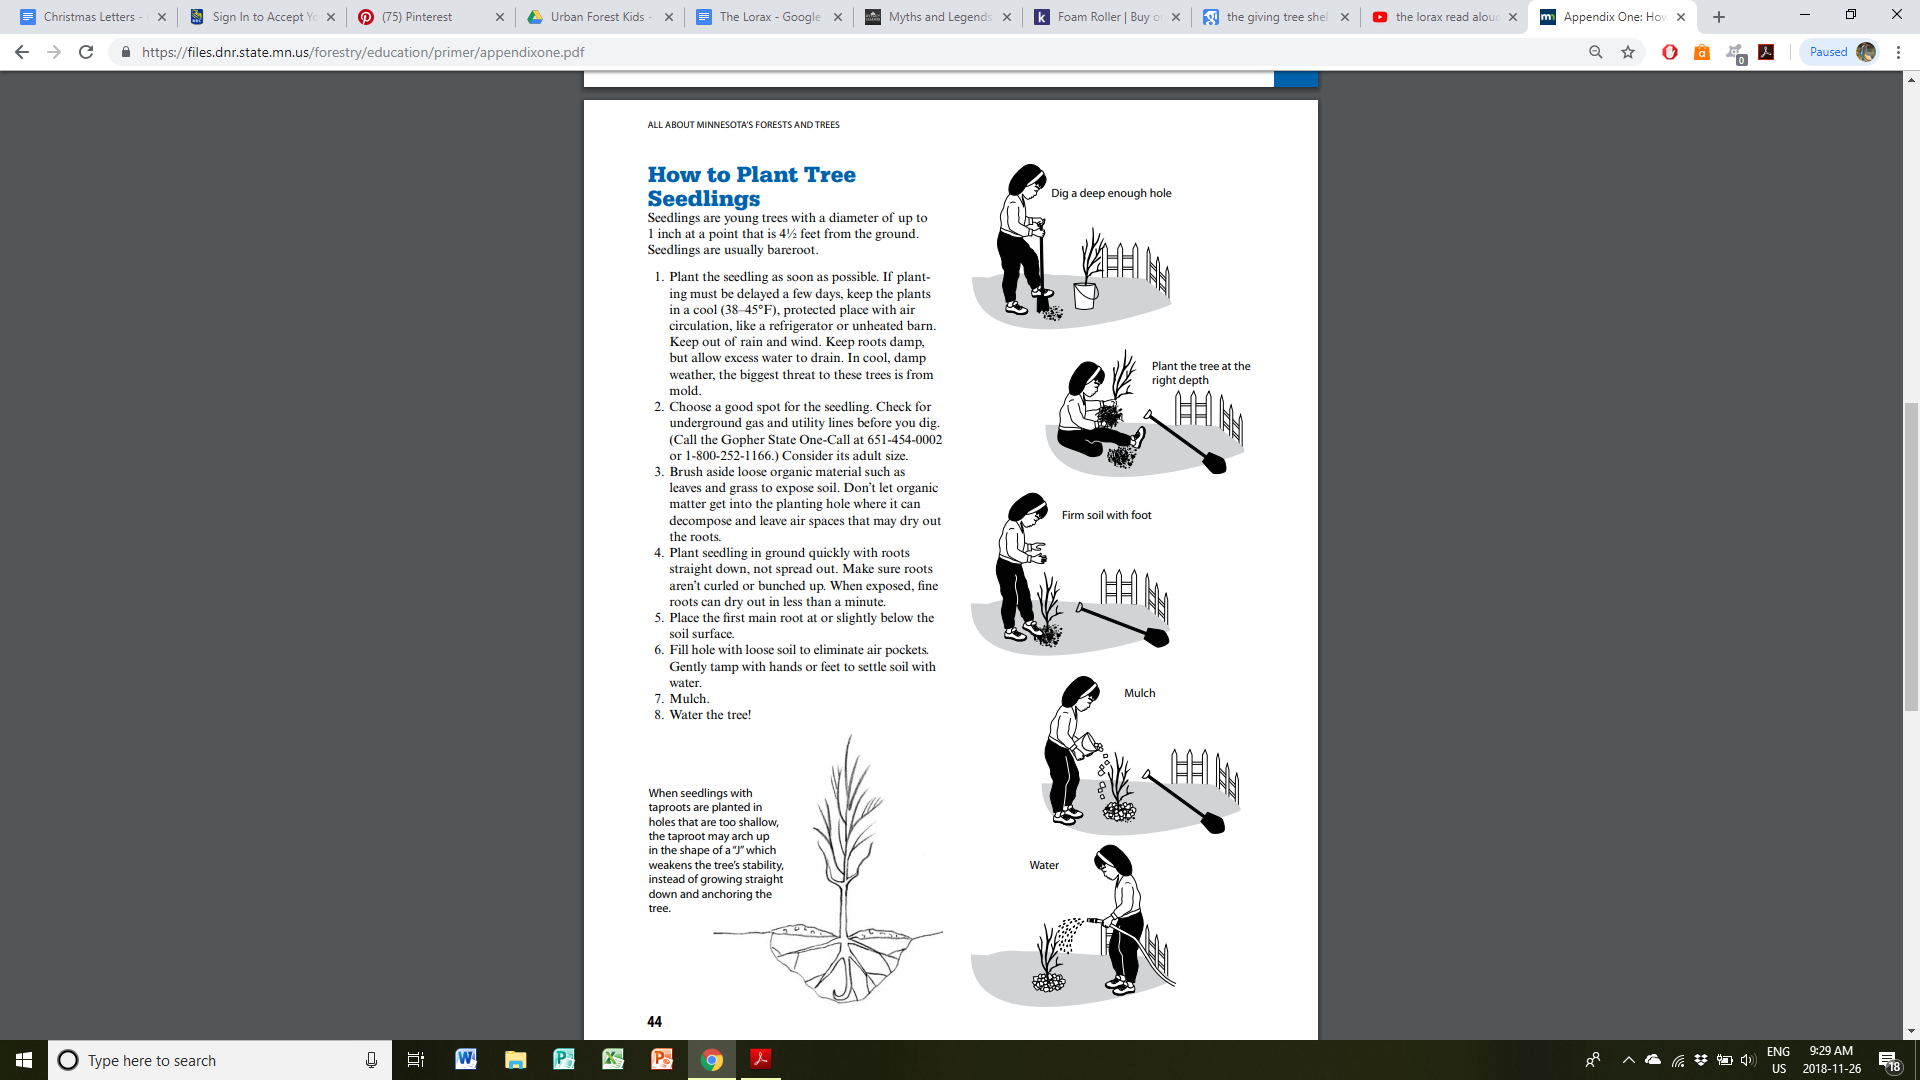 Christmas Letters -
Sign In to Accept Yo
(75) Pinterest
Urban Forest Kids -
The Lorax - Google
Myths and Legends
Foam Roller | Buy o
the giving tree shel
the lorax read alou
Appendix One: How
https://files.dnr.state.mn.us/forestry/education/primer/appendixone.pdf
0
Paused
ALL ABOUT MINNESOTA'S FORESTS AND TREES
How to Plant Tree
Seedlings
Seedlings are young trees with a diameter of up to
1 inch at a point that is 4½ feet from the ground.
Seedlings are usually bareroot.
1. Plant the seedling as soon as possible. If plant-
ing must be delayed a few days, keep the plants
in a cool (38–45°F), protected place with air
circulation, like a refrigerator or unheated barn.
Keep out of rain and wind. Keep roots damp,
but allow excess water to drain. In cool, damp
weather, the biggest threat to these trees is from
mold.
2. Choose a good spot for the seedling. Check for
underground gas and utility lines before you dig.
(Call the Gopher State One-Call at 651-454-0002
or 1-800-252-1166.) Consider its adult size.
3. Brush aside loose organic material such as
leaves and grass to expose soil. Don't let organic
matter get into the planting hole where it can
decompose and leave air spaces that may dry out
the roots.
4. Plant seedling in ground quickly with roots
straight down, not spread out. Make sure roots
aren't curled or bunched up. When exposed, fine
roots can dry out in less than a minute.
5. Place the first main root at or slightly below the
soil surface.
6. Fill hole with loose soil to eliminate air pockets.
Gently tamp with hands or feet to settle soil with
water.
7. Mulch.
8. Water the tree!
When seedlings with
taproots are planted in
holes that are too shallow,
the taproot may arch up
in the shape of a "J" which
weakens the tree's stability,
instead of growing straight
down and anchoring the
tree.
44
Dig a deep enough hole
Plant the tree at the
right depth
Firm soil with foot
Mulch
Water
Type here to search
ENG
US
9:29 AM
2018-11-26
18